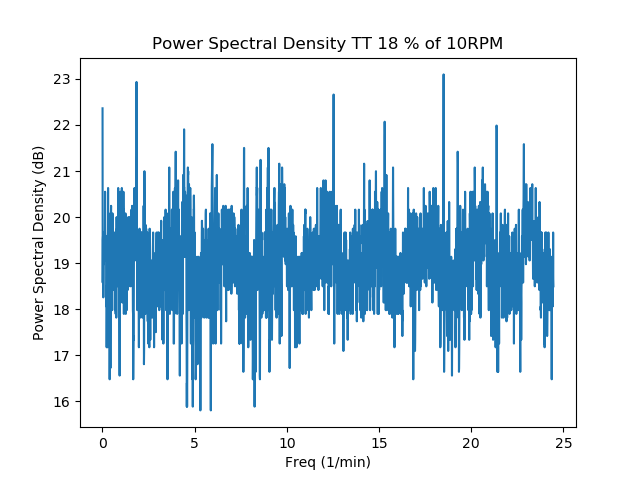 Power Spectral Density TT 18 % of 10RPM
23
22
21
20
19
18
17
16
Power Spectral Density (dB)
0 5 10 15 20 25
Freq (1/min)